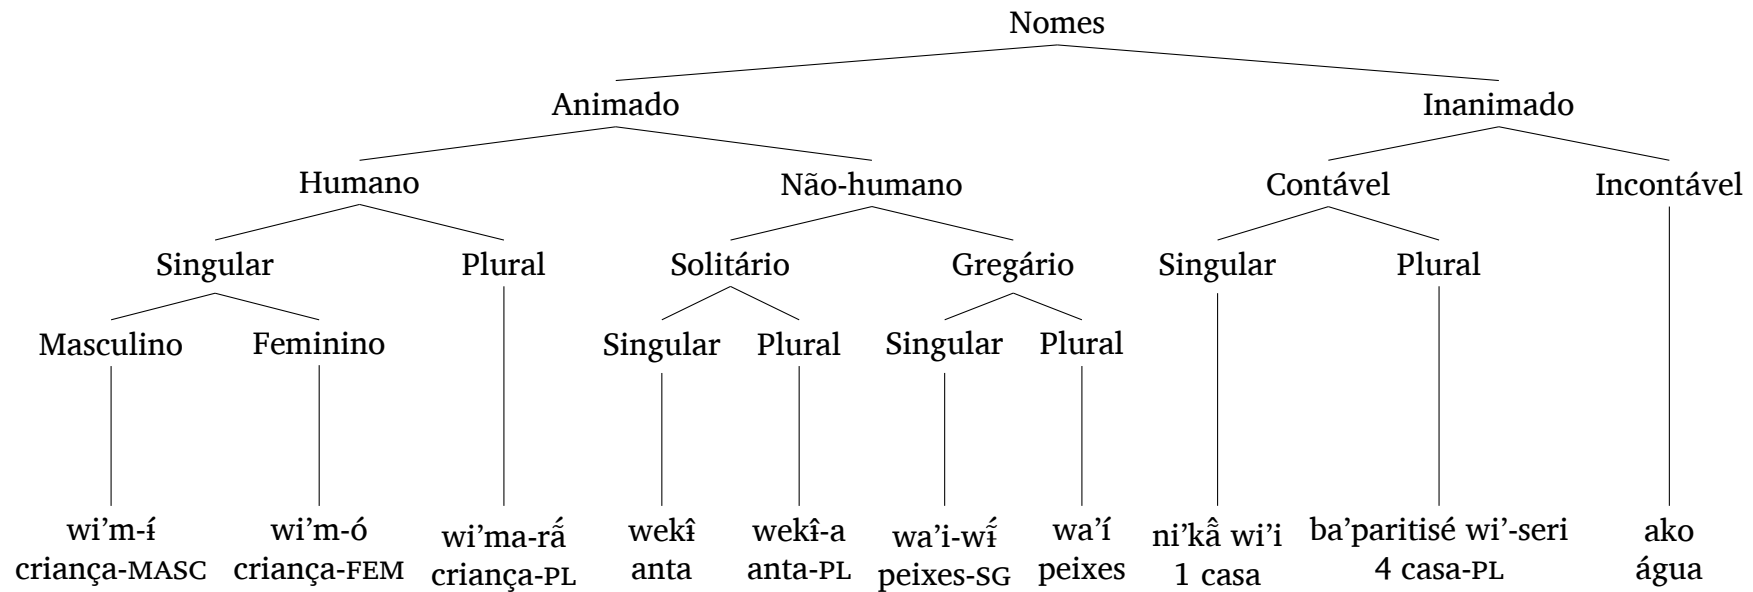 Nomes
Animado Inanimado
Humano Não-humano Contável Incontável
Singular Plural Solitário Gregário Singular Plural
Masculino Feminino Singular Plural Singular Plural
wi’m-ɨ́ wi’m-ó wi’ma-rã́ wekɨ̂ wekɨ̂-a wa’i-wɨ̃́ wa’í ni’kã̂ wi’i ba’paritisé wi’-seri ako
criança-MASC criança-FEM criança-PL anta anta-PL peixes-SG peixes 1 casa 4 casa-PL água